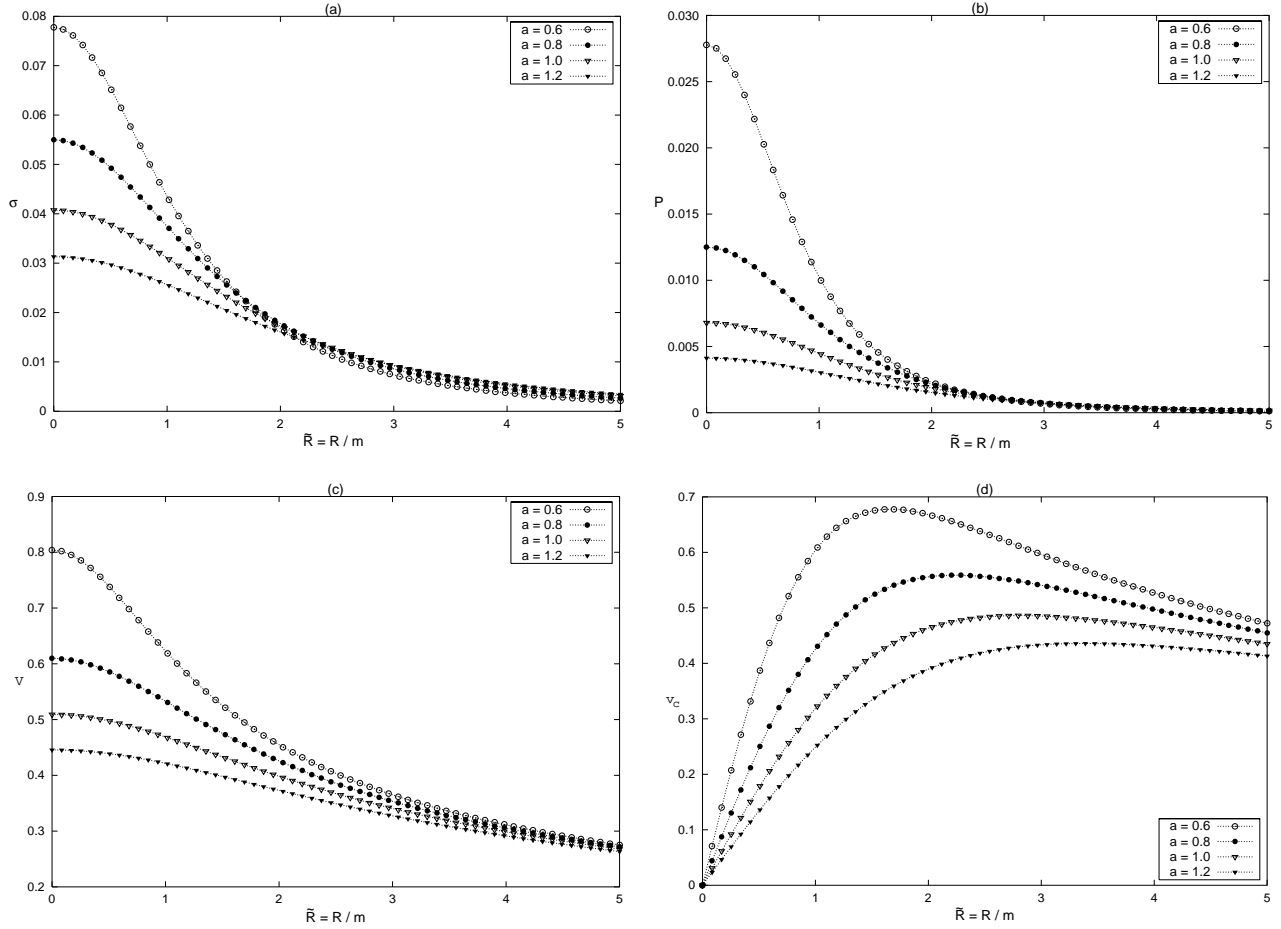 (a)
0.08
0.07
0.06
0.05
0.04
0.03
0.02
0.01
0
σ
0 1 2 3 4 5
R̃ = R / m
a = 0.6
a = 0.8
a = 1.0
a = 1.2
(b)
0.030
0.025
0.020
0.015
0.010
0.005
0
P
0 1 2 3 4 5
R̃ = R / m
a = 0.6
a = 0.8
a = 1.0
a = 1.2
(c)
0.9
0.8
0.7
0.6
0.5
0.4
0.3
0.2
V
0 1 2 3 4 5
R̃ = R / m
a = 0.6
a = 0.8
a = 1.0
a = 1.2
(d)
0.7
0.6
0.5
0.4
0.3
0.2
0.1
0
vc
0 1 2 3 4 5
R̃ = R / m
a = 0.6
a = 0.8
a = 1.0
a = 1.2